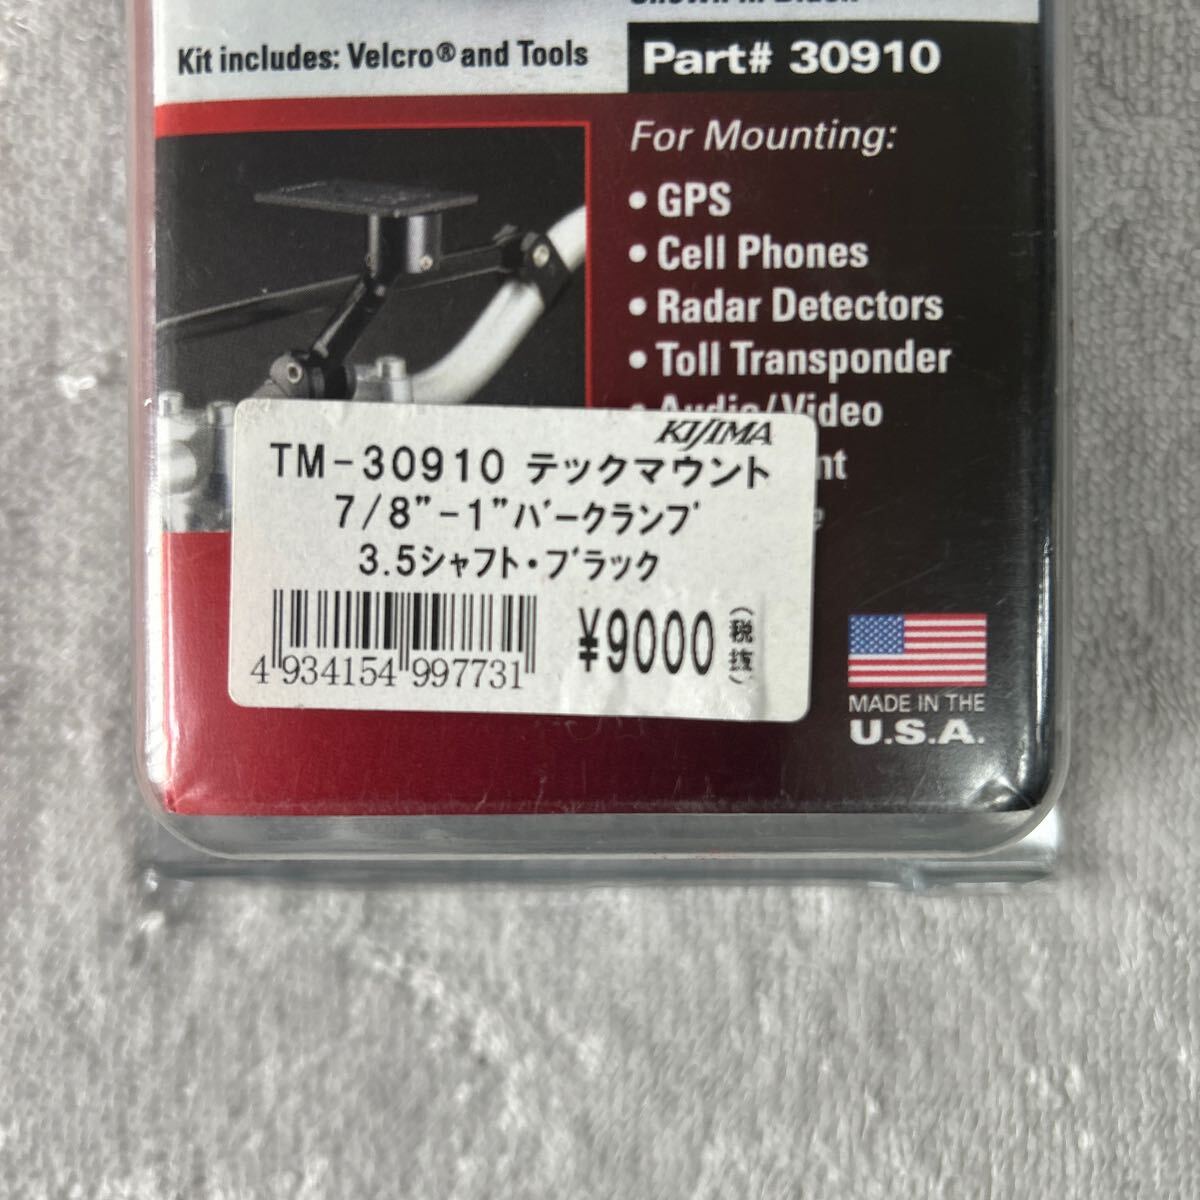 Kit includes: Velcro® and Tools
Part# 30910
For Mounting:
• GPS
• Cell Phones
• Radar Detectors
• Toll Transponder
• Audio/Video
KIJIMA
TM-30910 テックマウント
7/8”-1”バークランプ
3.5シャフト・ブラック
4 934154 997731
¥9000(税抜)
MADE IN THE
U.S.A.